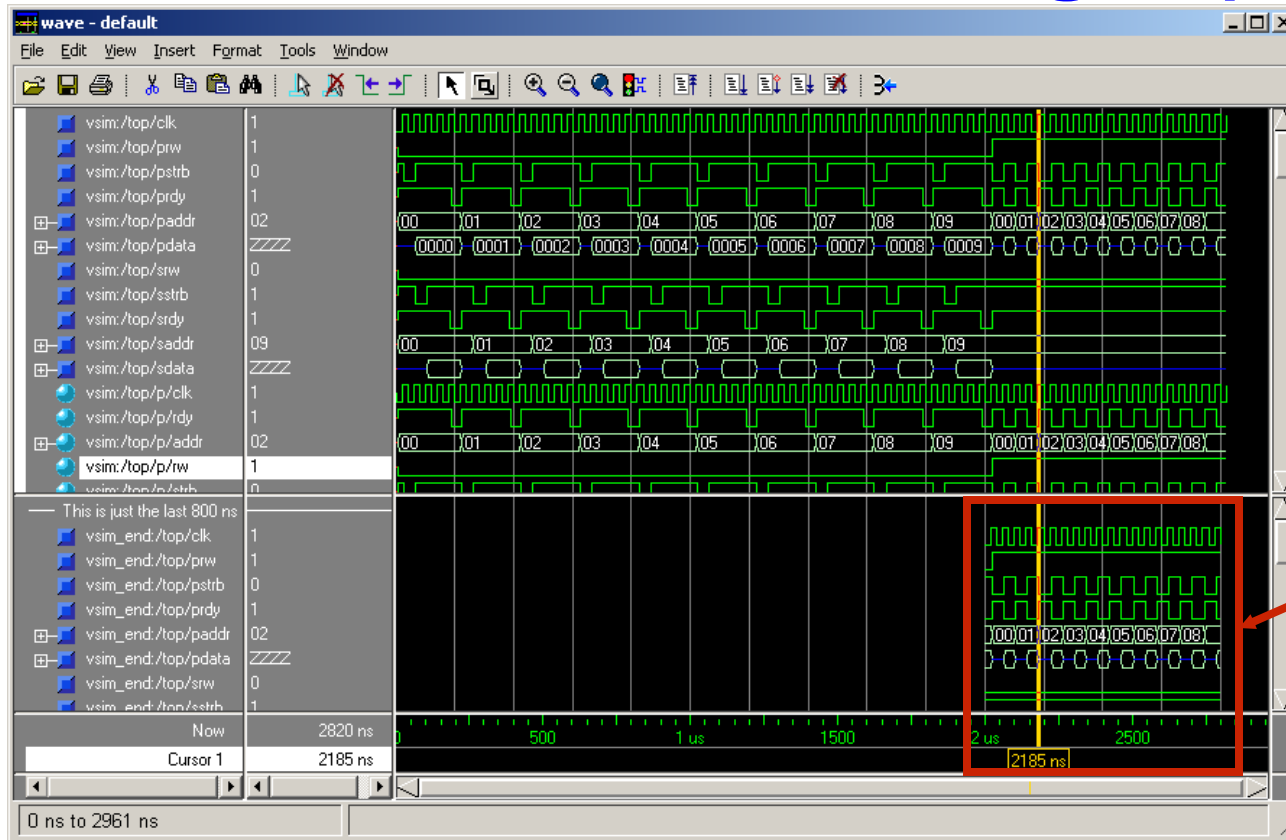 wave - default
File Edit View Insert Format Tools Window
vsim:/top/clk 1
vsim:/top/prw 1
vsim:/top/pstrb 0
vsim:/top/prdy 1
vsim:/top/paddr 02 00 01 02 03 04 05 06 07 08 09 00 01 02 03 04 05 06 07 08
vsim:/top/pdata ZZZZ 0000 0001 0002 0003 0004 0005 0006 0007 0008 0009
vsim:/top/srw 0
vsim:/top/sstrb 1
vsim:/top/srdy 1
vsim:/top/saddr 09 00 01 02 03 04 05 06 07 08 09
vsim:/top/sdata ZZZZ
vsim:/top/p/clk 1
vsim:/top/p/rdy 1
vsim:/top/p/addr 02 00 01 02 03 04 05 06 07 08 09 00 01 02 03 04 05 06 07 08
vsim:/top/p/rw 1
vsim:/top/p/strb 0
This is just the last 800 ns
vsim_end:/top/clk 1
vsim_end:/top/prw 1
vsim_end:/top/pstrb 0
vsim_end:/top/prdy 1
vsim_end:/top/paddr 02 00 01 02 03 04 05 06 07 08
vsim_end:/top/pdata ZZZZ
vsim_end:/top/srw 0
vsim_end:/top/sstrb 1
Now 2820 ns 0 500 1 us 1500 2 us 2500
Cursor 1 2185 ns 2185 ns
0 ns to 2961 ns